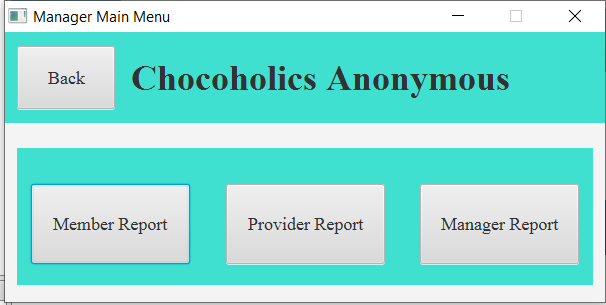 Manager Main Menu
Back
Chocoholics Anonymous
Member Report
Provider Report
Manager Report